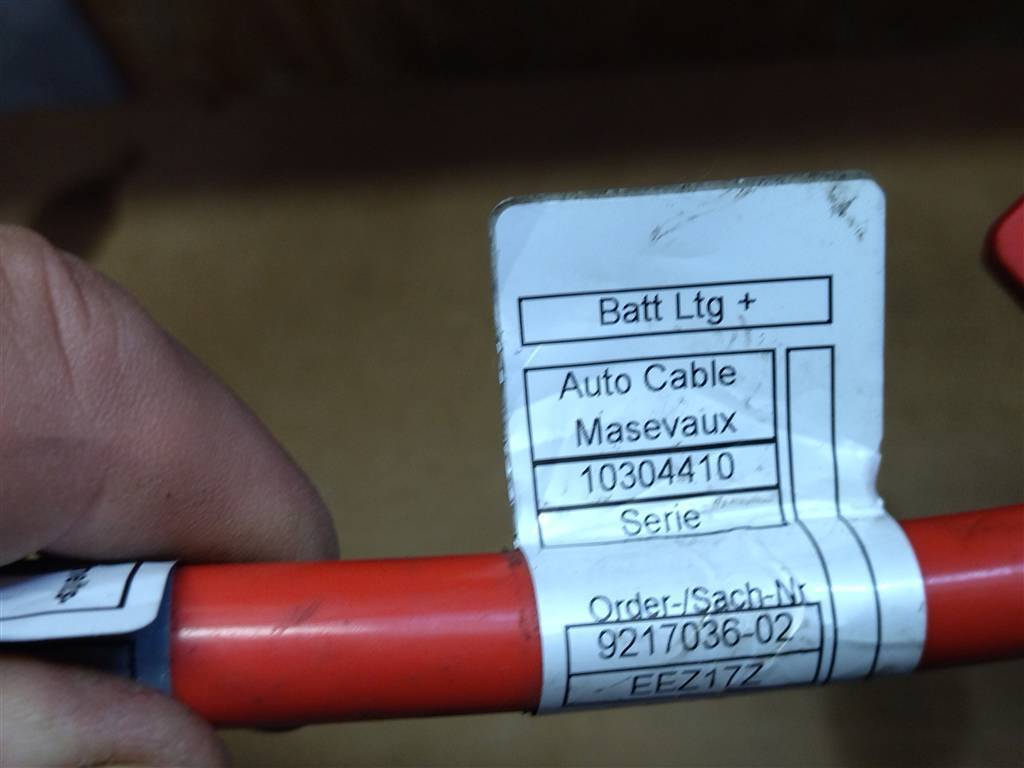 Batt Ltg +
Auto Cable
Masevaux
10304410
Serie
Order-/Sach-Nr
9217036-02
EEZ17Z